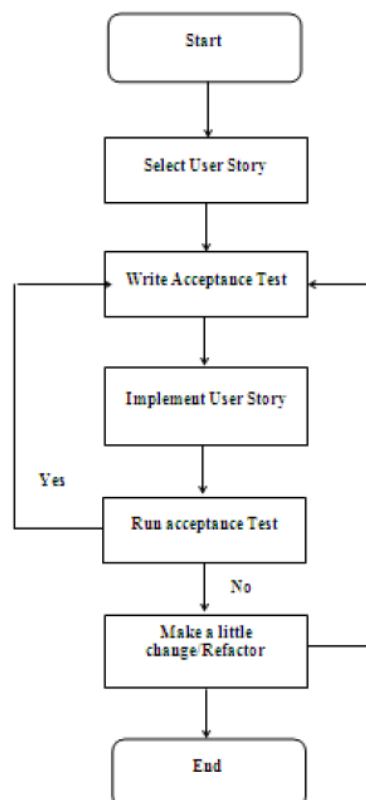 Start
Select User Story
Write Acceptance Test
Implement User Story
Yes
Run acceptance Test
No
Make a little
change/Refactor
End